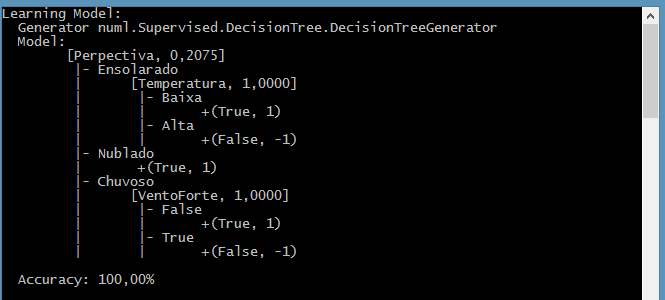 Learning Model:
  Generator numl.Supervised.DecisionTree.DecisionTreeGenerator
  Model:
        [Perpectiva, 0,2075]
         |- Ensolarado
         |      [Temperatura, 1,0000]
         |       |- Baixa
         |       |       +(True, 1)
         |       |- Alta
         |       |       +(False, -1)
         |- Nublado
         |       +(True, 1)
         |- Chuvoso
         |      [VentoForte, 1,0000]
         |       |- False
         |       |       +(True, 1)
         |       |- True
         |       |       +(False, -1)
  Accuracy: 100,00%